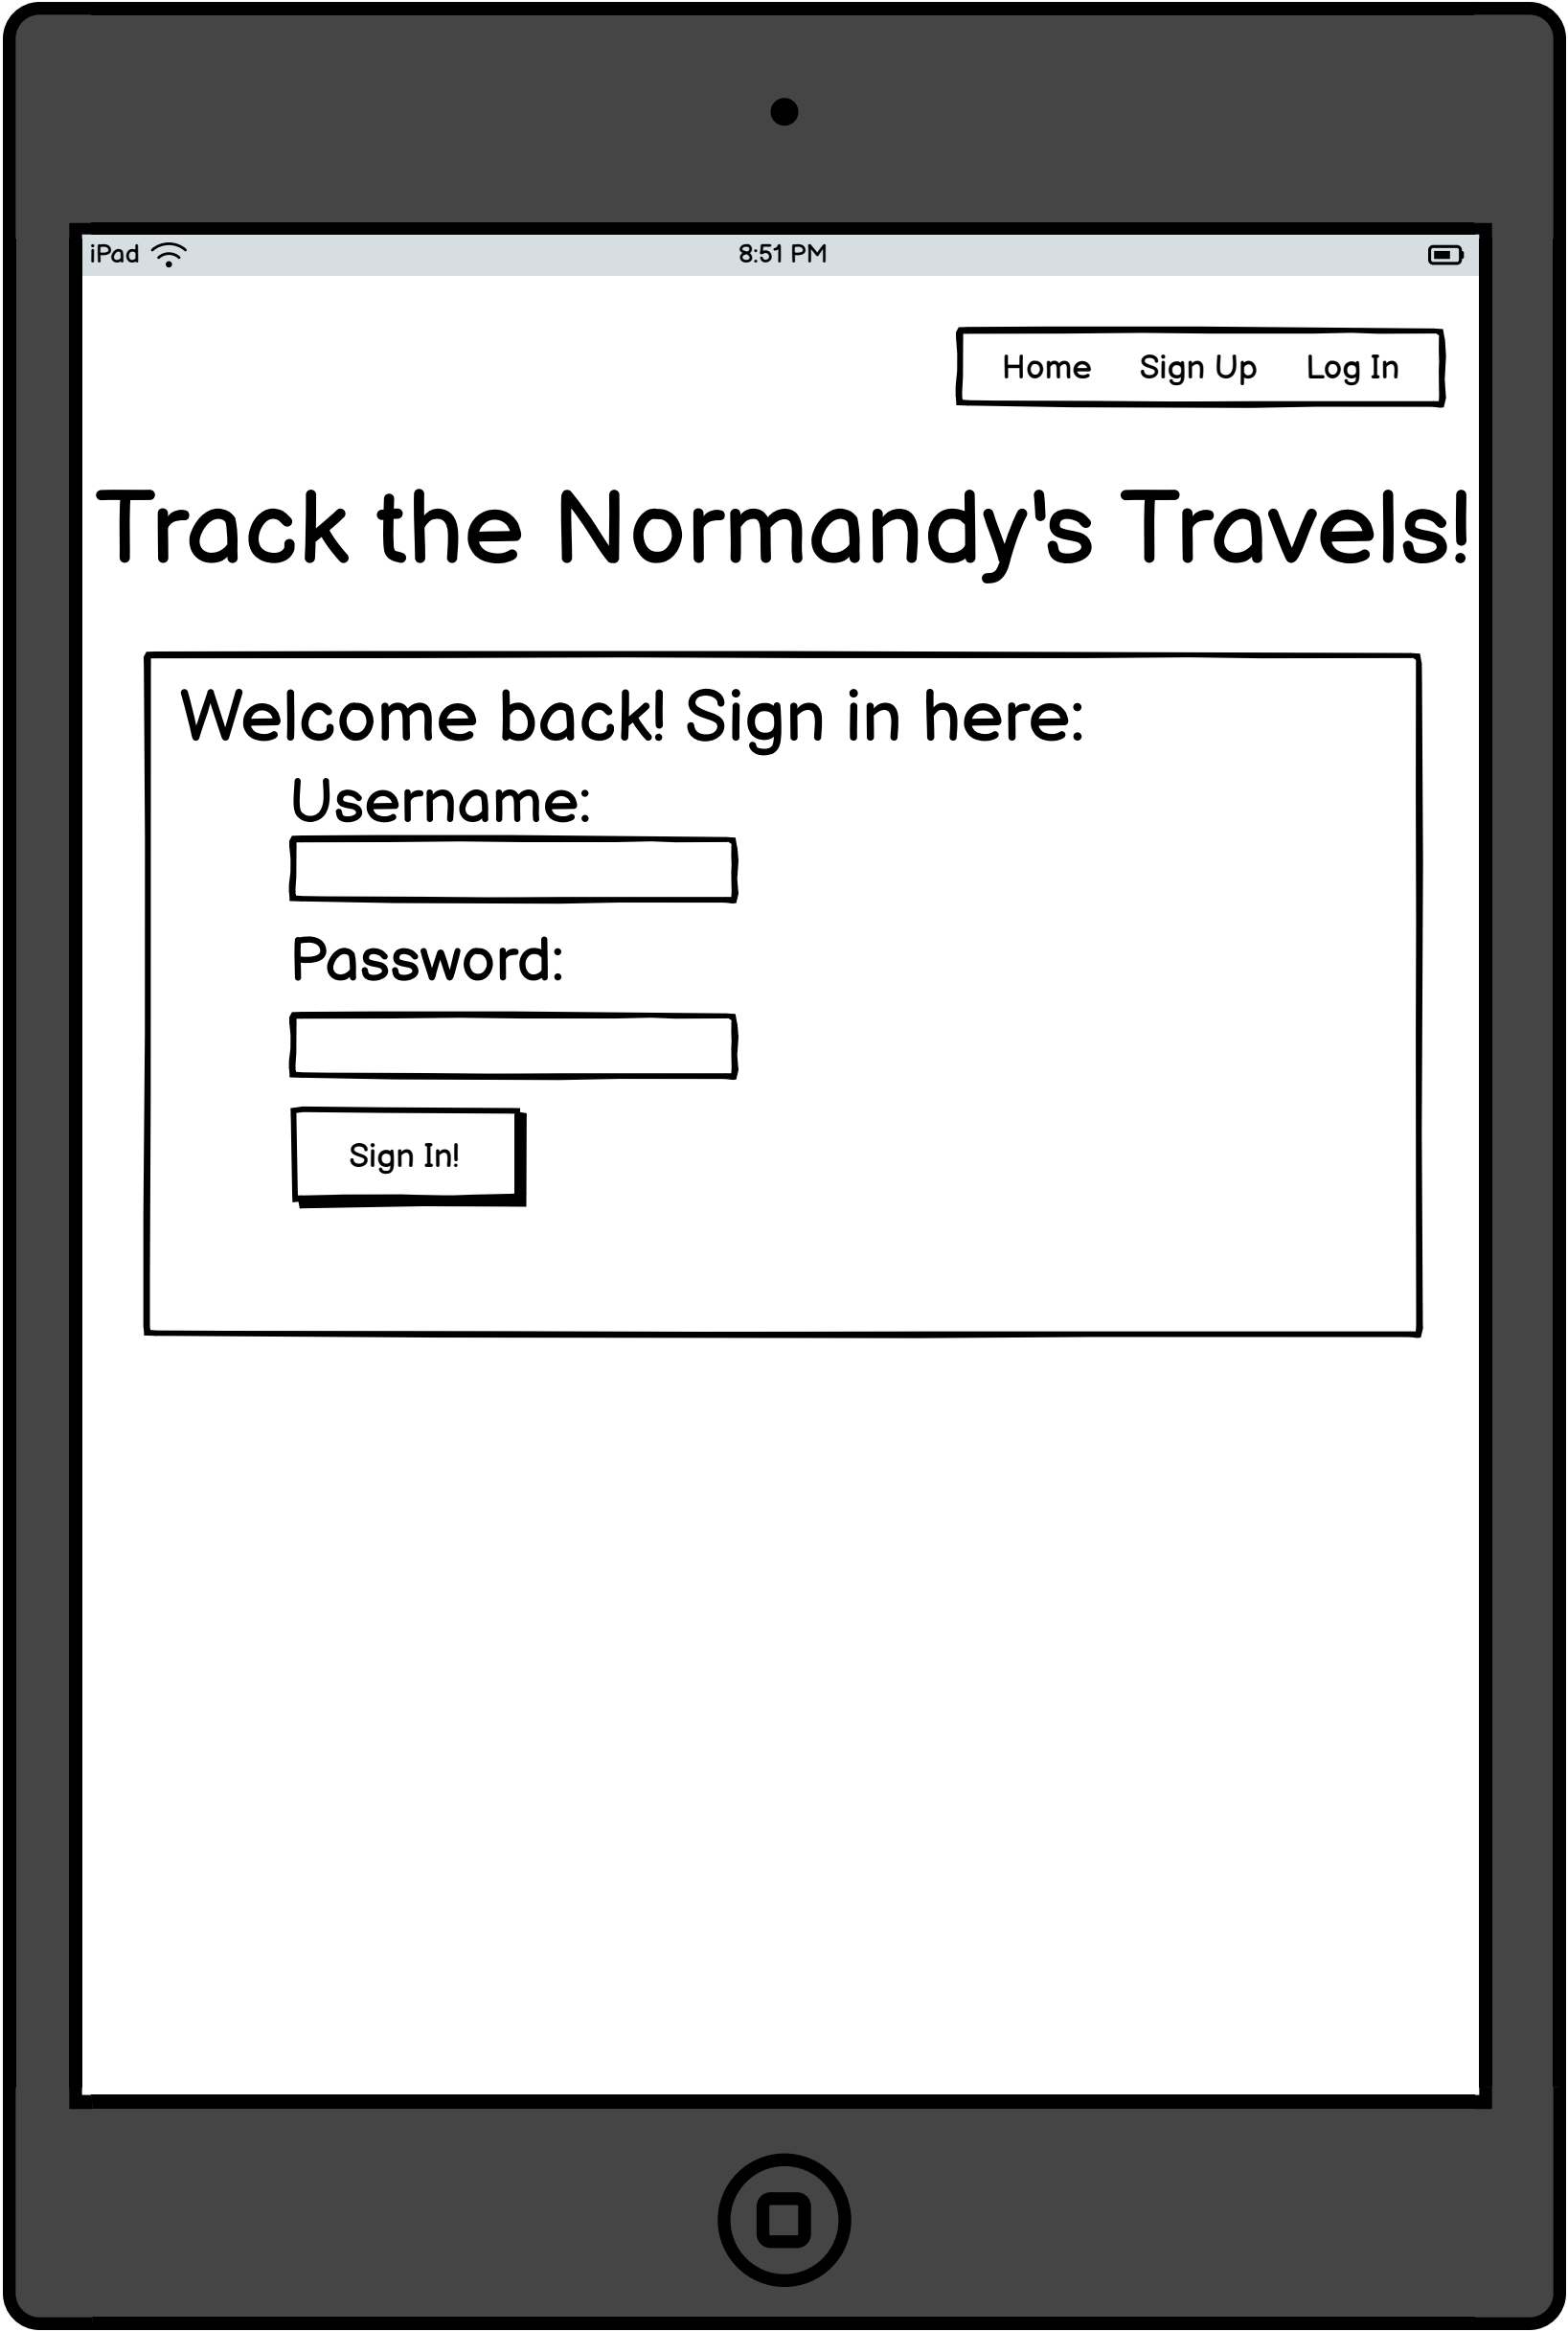 iPad 8:51 PM
Home Sign Up Log In
Track the Normandy's Travels!
Welcome back! Sign in here:
Username:
Password:
Sign In!